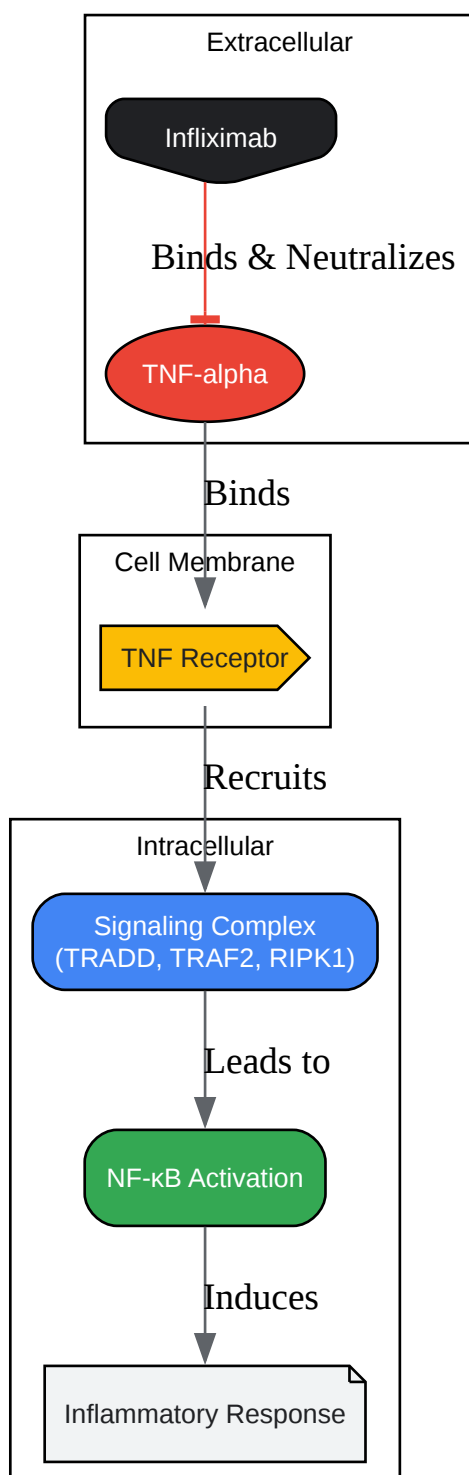 Extracellular
Infliximab
Binds & Neutralizes
TNF-alpha
Binds
Cell Membrane
TNF Receptor
Recruits
Intracellular
Signaling Complex
(TRADD, TRAF2, RIPK1)
Leads to
NF-κB Activation
Induces
Inflammatory Response